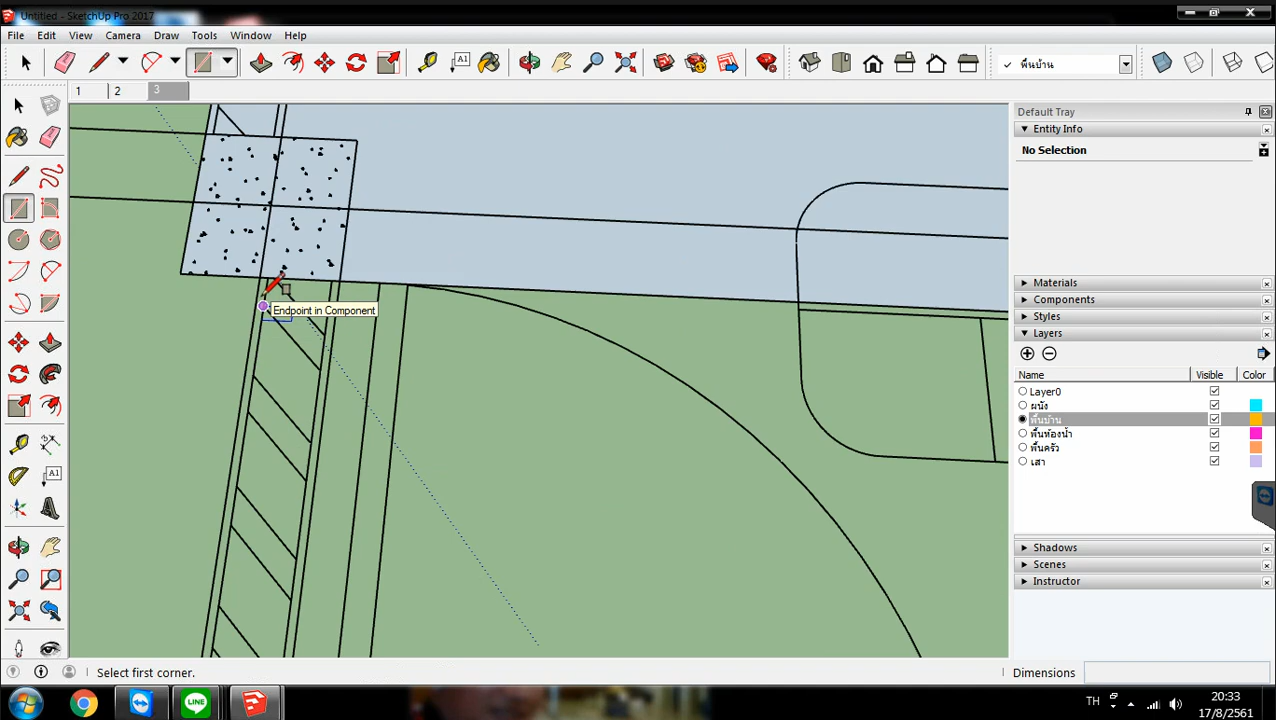 Untitled - SketchUp Pro 2017
File Edit View Camera Draw Tools Window Help
A1
พื้นบ้าน
1 2 3
Default Tray
Entity Info
No Selection
Endpoint in Component
Materials
Components
Styles
Layers
Name Visible Color
Layer0
ผนัง
พื้นบ้าน
พื้นห้องน้ำ
พื้นครัว
เสา
A1
Shadows
Scenes
Instructor
Select first corner.
Dimensions
LINE
TH
20:33
17/8/2561